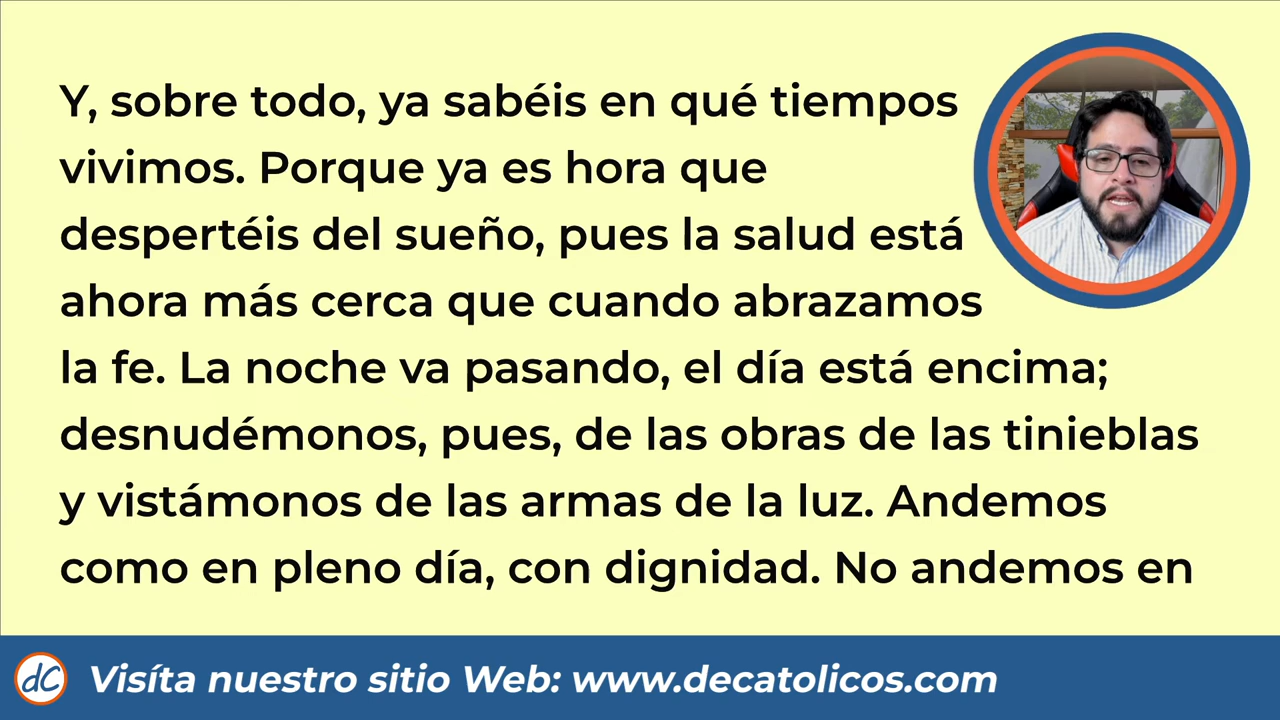 Y, sobre todo, ya sabéis en qué tiempos
vivimos. Porque ya es hora que
despertéis del sueño, pues la salud está
ahora más cerca que cuando abrazamos
la fe. La noche va pasando, el día está encima;
desnudémonos, pues, de las obras de las tinieblas
y vistámonos de las armas de la luz. Andemos
como en pleno día, con dignidad. No andemos en
dC Visíta nuestro sitio Web: www.decatolicos.com